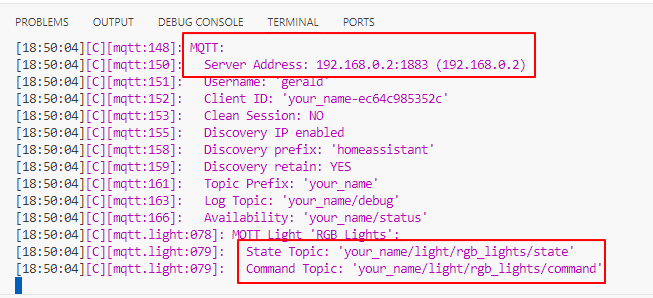 PROBLEMS OUTPUT DEBUG CONSOLE TERMINAL PORTS
[18:50:04][C][mqtt:148]: MQTT:
[18:50:04][C][mqtt:150]:   Server Address: 192.168.0.2:1883 (192.168.0.2)
[18:50:04][C][mqtt:151]:   Username: 'gerald'
[18:50:04][C][mqtt:152]:   Client ID: 'your_name-ec64c985352c'
[18:50:04][C][mqtt:153]:   Clean Session: NO
[18:50:04][C][mqtt:155]:   Discovery IP enabled
[18:50:04][C][mqtt:158]:   Discovery prefix: 'homeassistant'
[18:50:04][C][mqtt:159]:   Discovery retain: YES
[18:50:04][C][mqtt:161]:   Topic Prefix: 'your_name'
[18:50:04][C][mqtt:163]:   Log Topic: 'your_name/debug'
[18:50:04][C][mqtt:166]:   Availability: 'your_name/status'
[18:50:04][C][mqtt.light:078]: MQTT Light 'RGB Lights':
[18:50:04][C][mqtt.light:079]:   State Topic: 'your_name/light/rgb_lights/state'
[18:50:04][C][mqtt.light:079]:   Command Topic: 'your_name/light/rgb_lights/command'